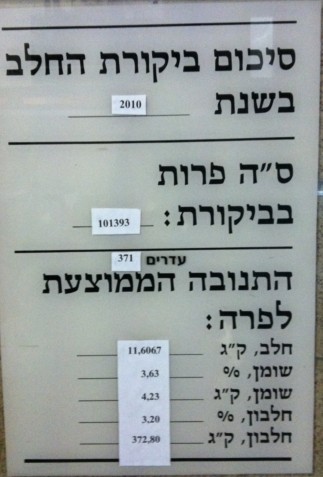 סיכום ביקורת החלב
בשנת 2010
ס״ה פרות
בביקורת: 101393
עדרים 371
התנובה הממוצעת
לפרה:
חלב, ק״ג 11,6067
שומן, % 3,63
שומן, ק״ג 4,23
חלבון, % 3,20
חלבון, ק״ג 372,80